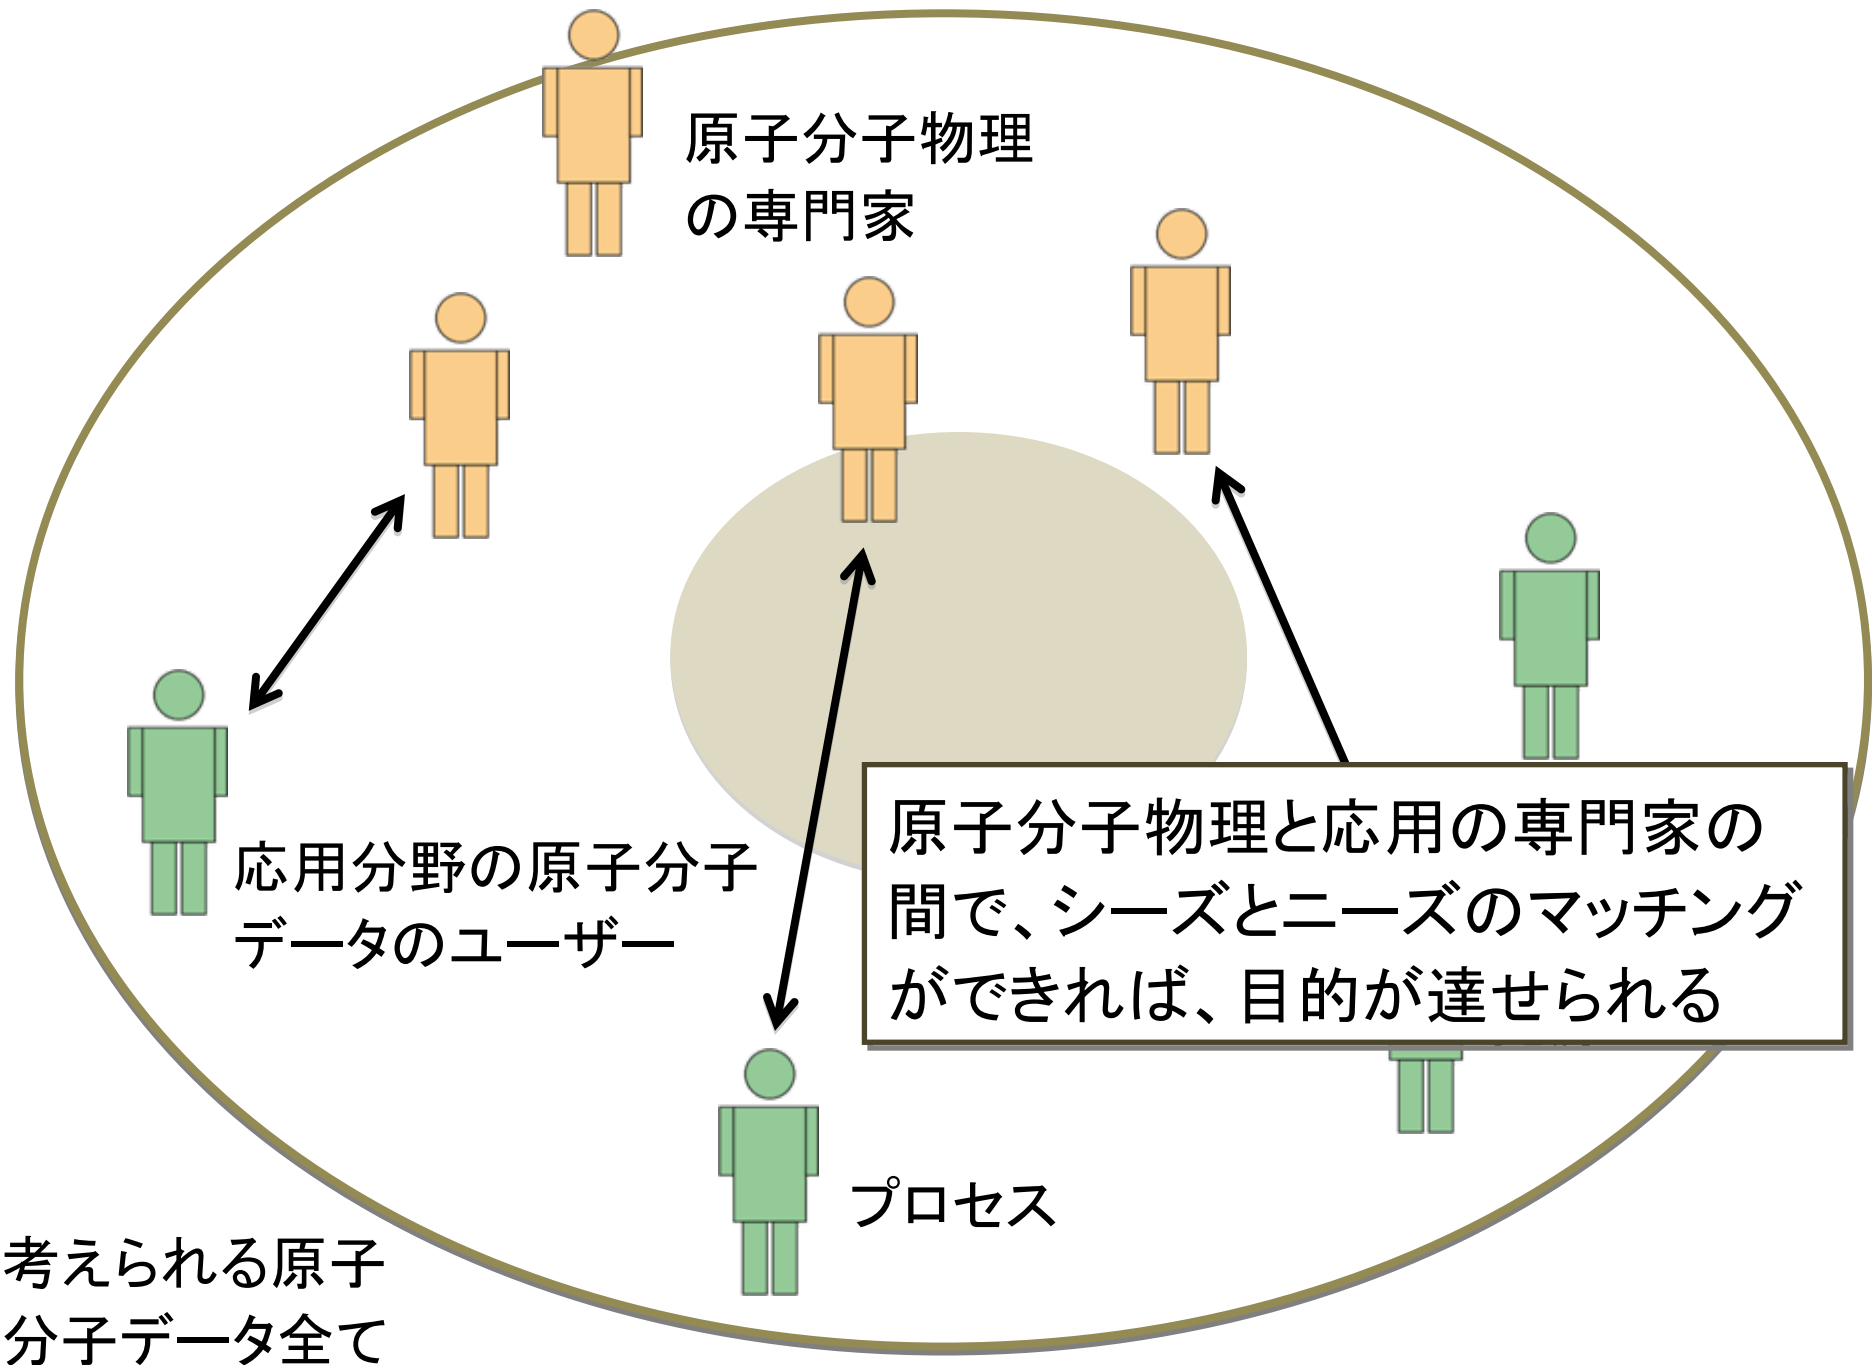 原子分子物理
の専門家
応用分野の原子分子
データのユーザー
原子分子物理と応用の専門家の
間で、シーズとニーズのマッチング
ができれば、目的が達せられる
プロセス
考えられる原子
分子データ全て